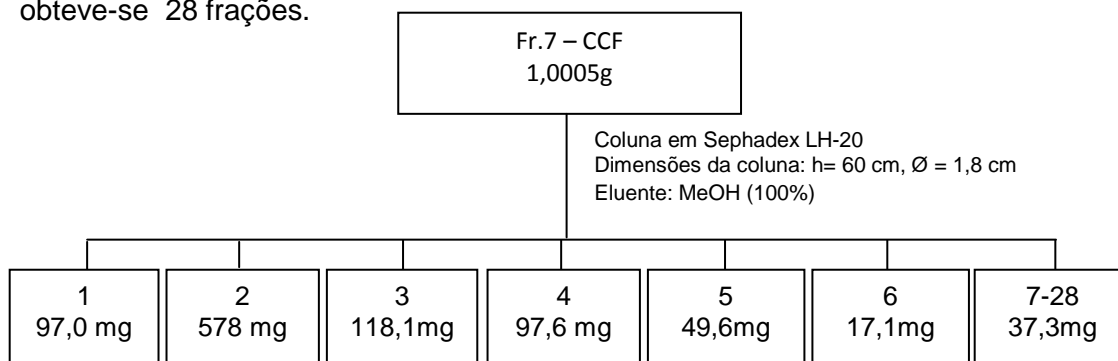 obteve-se 28 frações.
Fr.7 – CCF
1,0005g
Coluna em Sephadex LH-20
Dimensões da coluna: h= 60 cm, Ø = 1,8 cm
Eluente: MeOH (100%)
1
97,0 mg
2
578 mg
3
118,1mg
4
97,6 mg
5
49,6mg
6
17,1mg
7-28
37,3mg